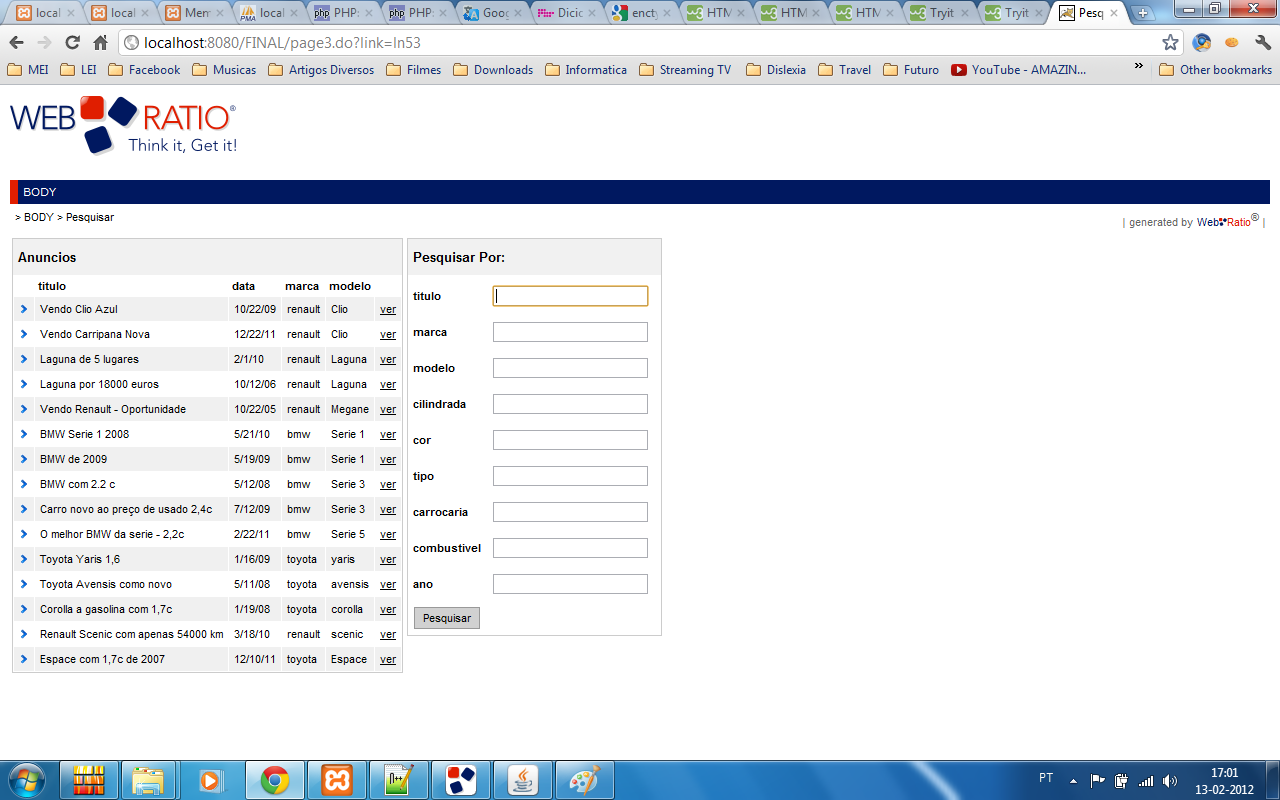 local local Mem local PHP: PHP: Goog Dicio enct HTM HTM HTM Tryit Tryit Pesq
localhost:8080/FINAL/page3.do?link=ln53
MEI LEI Facebook Musicas Artigos Diversos Filmes Downloads Informatica Streaming TV Dislexia Travel Futuro YouTube - AMAZIN... » Other bookmarks
WEB RATIO®
Think it, Get it!
BODY
> BODY > Pesquisar
| generated by WebRatio® |
Anuncios
titulo data marca modelo
Vendo Clio Azul 10/22/09 renault Clio ver
Vendo Carripana Nova 12/22/11 renault Clio ver
Laguna de 5 lugares 2/1/10 renault Laguna ver
Laguna por 18000 euros 10/12/06 renault Laguna ver
Vendo Renault - Oportunidade 10/22/05 renault Megane ver
BMW Serie 1 2008 5/21/10 bmw Serie 1 ver
BMW de 2009 5/19/09 bmw Serie 1 ver
BMW com 2.2 c 5/12/08 bmw Serie 3 ver
Carro novo ao preço de usado 2,4c 7/12/09 bmw Serie 3 ver
O melhor BMW da serie - 2,2c 2/22/11 bmw Serie 5 ver
Toyota Yaris 1,6 1/16/09 toyota yaris ver
Toyota Avensis como novo 5/11/08 toyota avensis ver
Corolla a gasolina com 1,7c 1/19/08 toyota corolla ver
Renault Scenic com apenas 54000 km 3/18/10 renault scenic ver
Espace com 1,7c de 2007 12/10/11 toyota Espace ver
Pesquisar Por:
titulo
marca
modelo
cilindrada
cor
tipo
carrocaria
combustivel
ano
Pesquisar
PT
17:01
13-02-2012